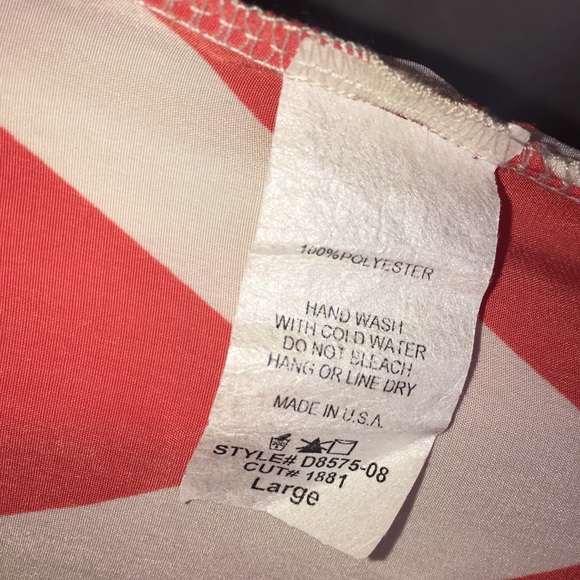 100%POLYESTER
HAND WASH
WITH COLD WATER
DO NOT BLEACH
HANG OR LINE DRY
MADE IN U.S.A.
STYLE# D8575-08
CUT# 1881
Large